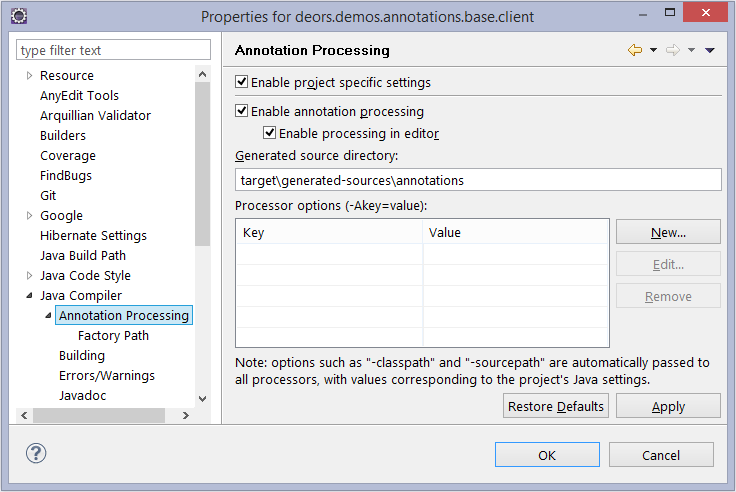 Properties for deors.demos.annotations.base.client
type filter text
Resource
AnyEdit Tools
Arquillian Validator
Builders
Coverage
FindBugs
Git
Google
Hibernate Settings
Java Build Path
Java Code Style
Java Compiler
Annotation Processing
Factory Path
Building
Errors/Warnings
Javadoc
Annotation Processing
Enable project specific settings
Enable annotation processing
Enable processing in editor
Generated source directory:
target\generated-sources\annotations
Processor options (-Akey=value):
Key Value
New...
Edit...
Remove
Note: options such as "-classpath" and "-sourcepath" are automatically passed to
all processors, with values corresponding to the project's Java settings.
Restore Defaults Apply
? OK Cancel